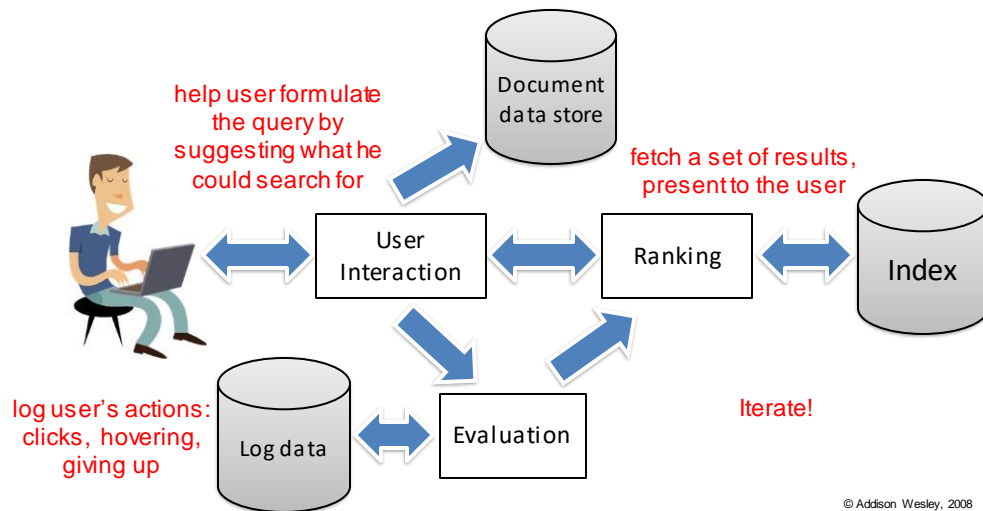 help user formulate
the query by
suggesting what he
could search for
Document
data store
fetch a set of results,
present to the user
User
Interaction
Ranking
Index
log user's actions:
clicks, hovering,
giving up
Log data
Evaluation
Iterate!
© Addison Wesley, 2008